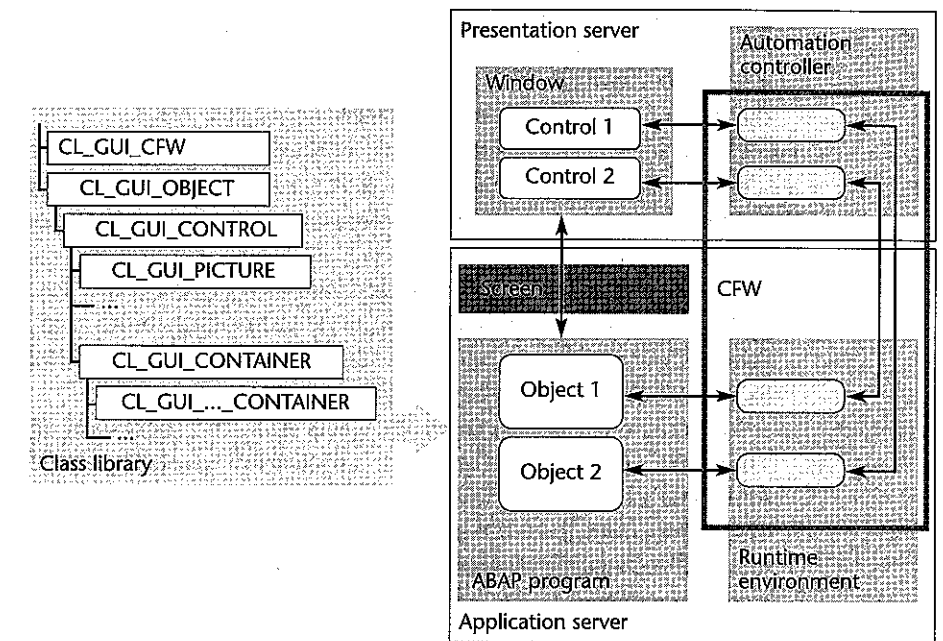 CL_GUI_CFW
CL_GUI_OBJECT
CL_GUI_CONTROL
CL_GUI_PICTURE
...
CL_GUI_CONTAINER
CL_GUI_..._CONTAINER
...
Class library
Presentation server
Window
Control 1
Control 2
Automation
controller
Screen
CFW
Object 1
Object 2
ABAP program
Runtime
environment
Application server